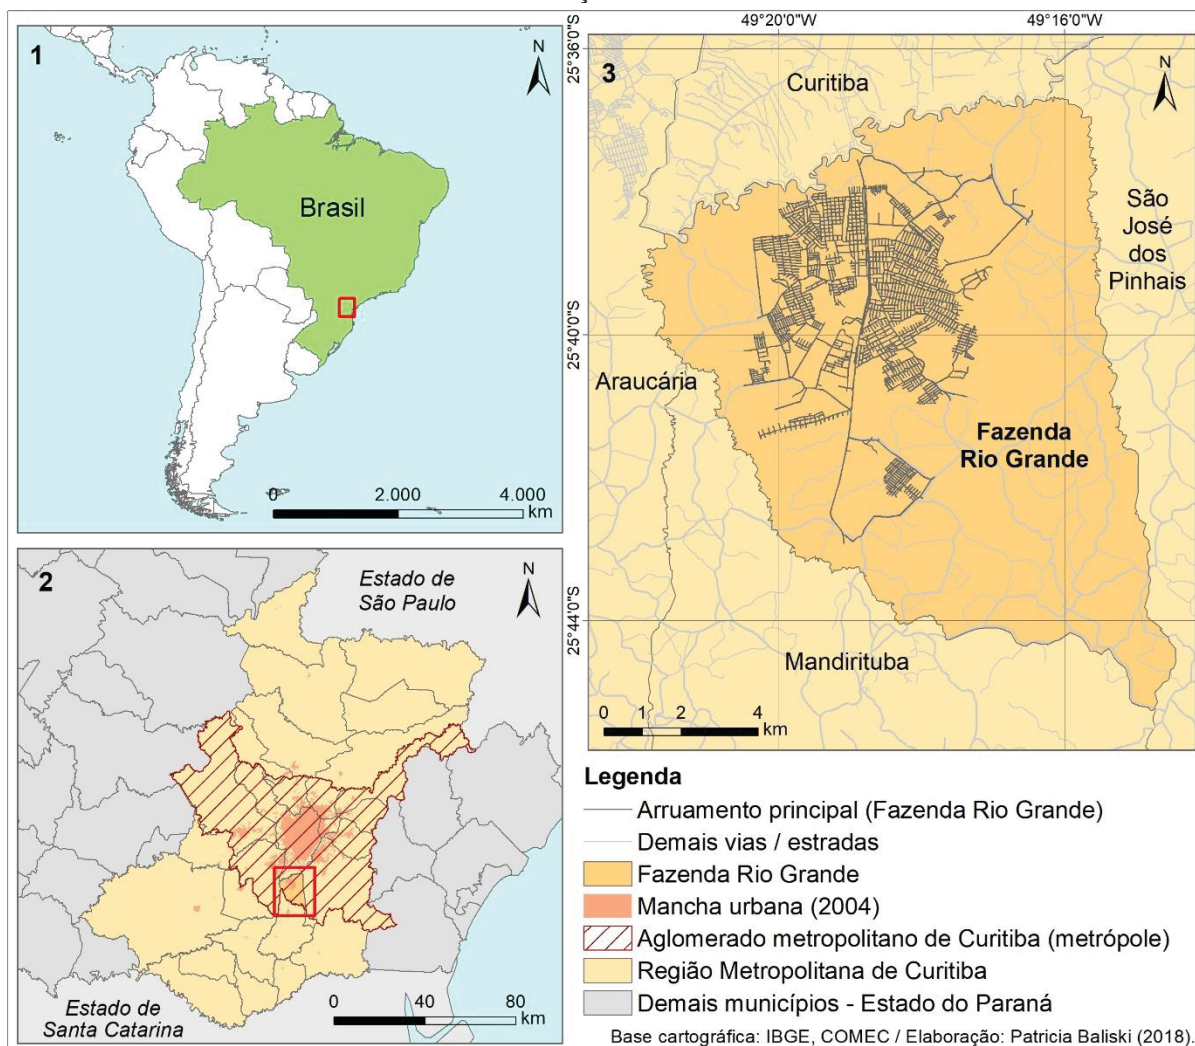 1
N
Brasil
0 2.000 4.000
km
2
Estado de
São Paulo
N
Estado de
Santa Catarina
0 40 80
km
49°20'0"W 49°16'0"W
25°36'0"S
25°40'0"S
25°44'0"S
3
N
Curitiba
São
José
dos
Pinhais
Araucária
Fazenda
Rio Grande
Mandirituba
0 1 2 4
km
Legenda
Arruamento principal (Fazenda Rio Grande)
Demais vias / estradas
Fazenda Rio Grande
Mancha urbana (2004)
Aglomerado metropolitano de Curitiba (metrópole)
Região Metropolitana de Curitiba
Demais municípios - Estado do Paraná
Base cartográfica: IBGE, COMEC / Elaboração: Patricia Baliski (2018).